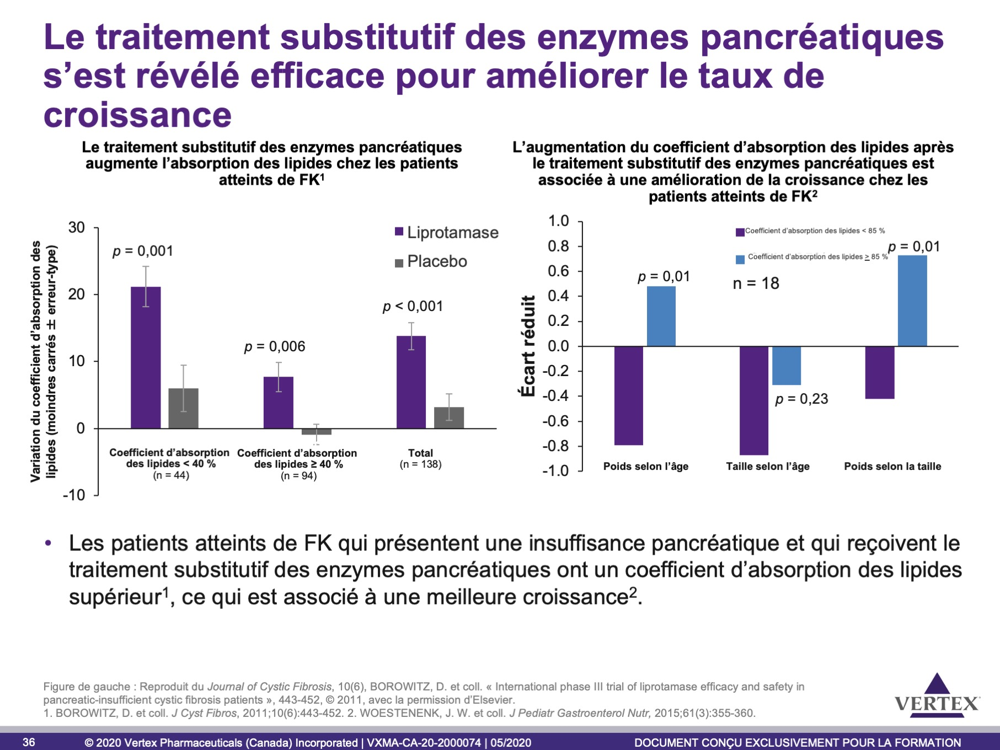 Le traitement substitutif des enzymes pancréatiques
s’est révélé efficace pour améliorer le taux de
croissance
Le traitement substitutif des enzymes pancréatiques
augmente l’absorption des lipides chez les patients
atteints de FK¹
Variation du coefficient d’absorption des
lipides (moindres carrés ± erreur-type)
30
20
10
0
-10
p = 0,001
p = 0,006
p < 0,001
Liprotamase
Placebo
Coefficient d’absorption
des lipides < 40 %
(n = 44)
Coefficient d’absorption
des lipides ≥ 40 %
(n = 94)
Total
(n = 138)
L’augmentation du coefficient d’absorption des lipides après
le traitement substitutif des enzymes pancréatiques est
associée à une amélioration de la croissance chez les
patients atteints de FK²
Écart réduit
1.0
0.8
0.6
0.4
0.2
0.0
-0.2
-0.4
-0.6
-0.8
-1.0
Coefficient d’absorption des lipides < 85 %
Coefficient d’absorption des lipides ≥ 85 %
n = 18
p = 0,01
p = 0,23
p = 0,01
Poids selon l’âge
Taille selon l’âge
Poids selon la taille
• Les patients atteints de FK qui présentent une insuffisance pancréatique et qui reçoivent le
traitement substitutif des enzymes pancréatiques ont un coefficient d’absorption des lipides
supérieur¹, ce qui est associé à une meilleure croissance².
Figure de gauche : Reproduit du Journal of Cystic Fibrosis, 10(6), BOROWITZ, D. et coll. « International phase III trial of liprotamase efficacy and safety in
pancreatic-insufficient cystic fibrosis patients », 443-452, © 2011, avec la permission d’Elsevier.
1. BOROWITZ, D. et coll. J Cyst Fibros, 2011;10(6):443-452. 2. WOESTENENK, J. W. et coll. J Pediatr Gastroenterol Nutr, 2015;61(3):355-360.
VERTEX
36
© 2020 Vertex Pharmaceuticals (Canada) Incorporated | VXMA-CA-20-2000074 | 05/2020
DOCUMENT CONÇU EXCLUSIVEMENT POUR LA FORMATION